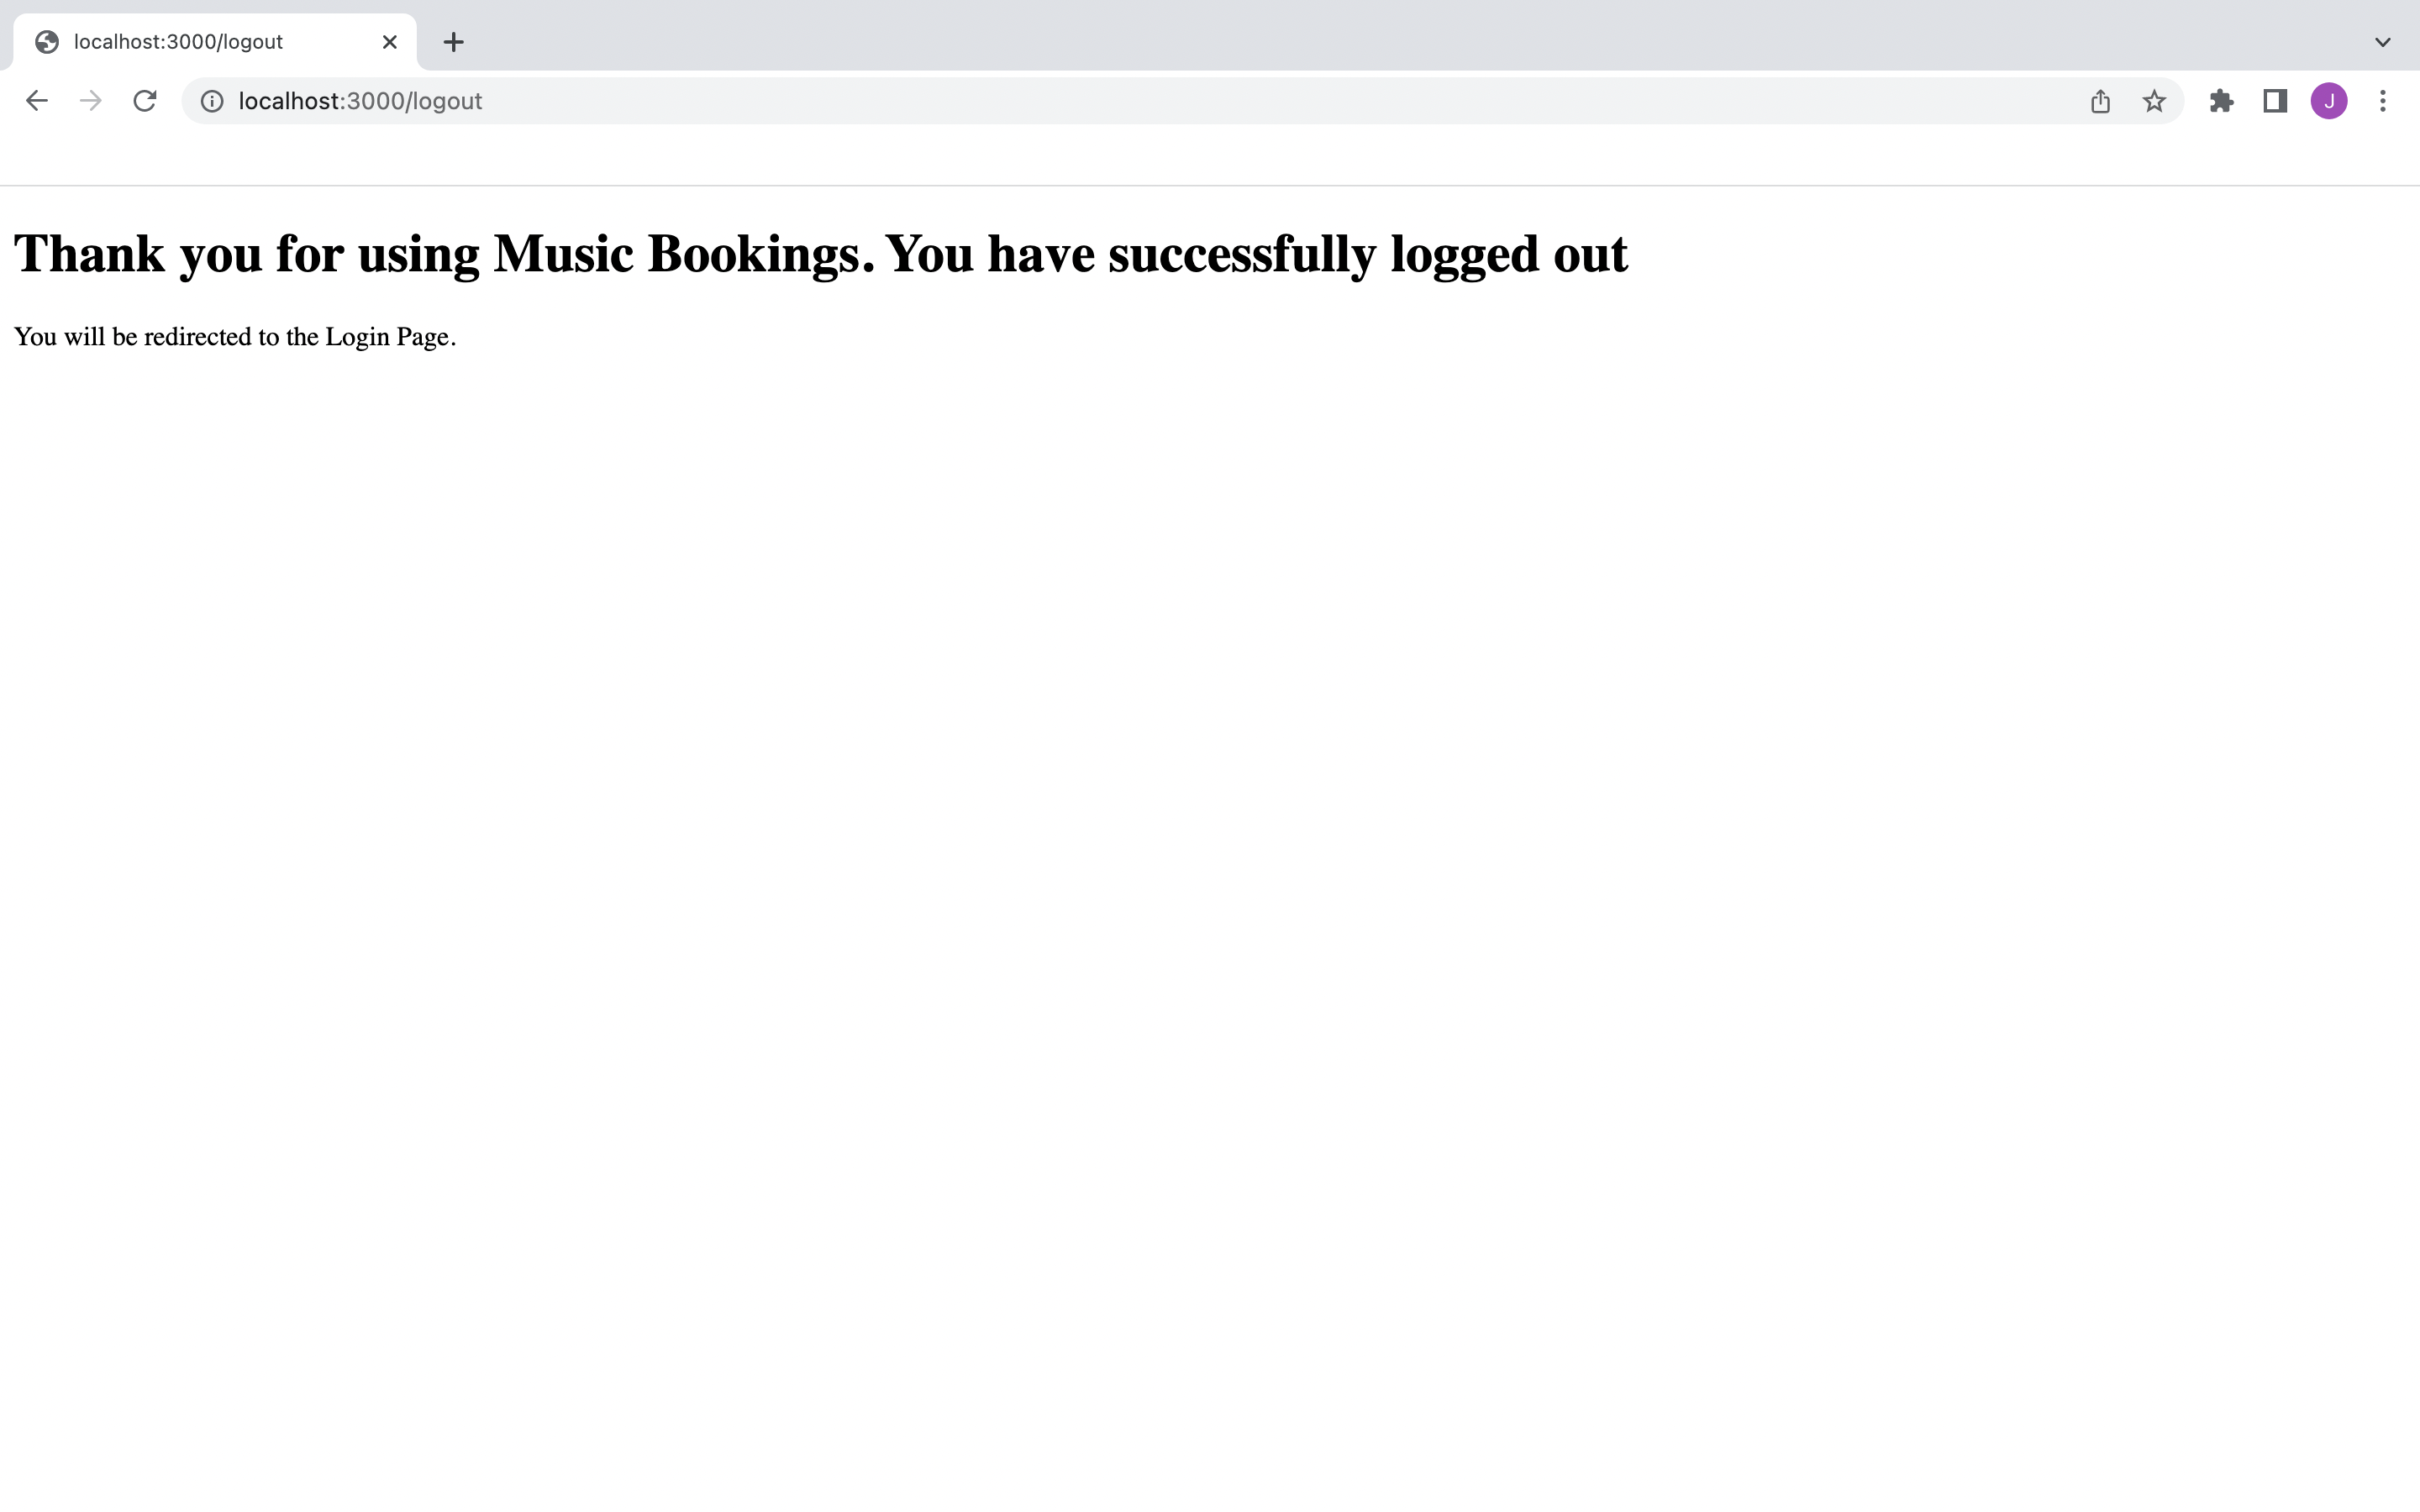 localhost:3000/logout
localhost:3000/logout
J
Thank you for using Music Bookings. You have successfully logged out
You will be redirected to the Login Page.